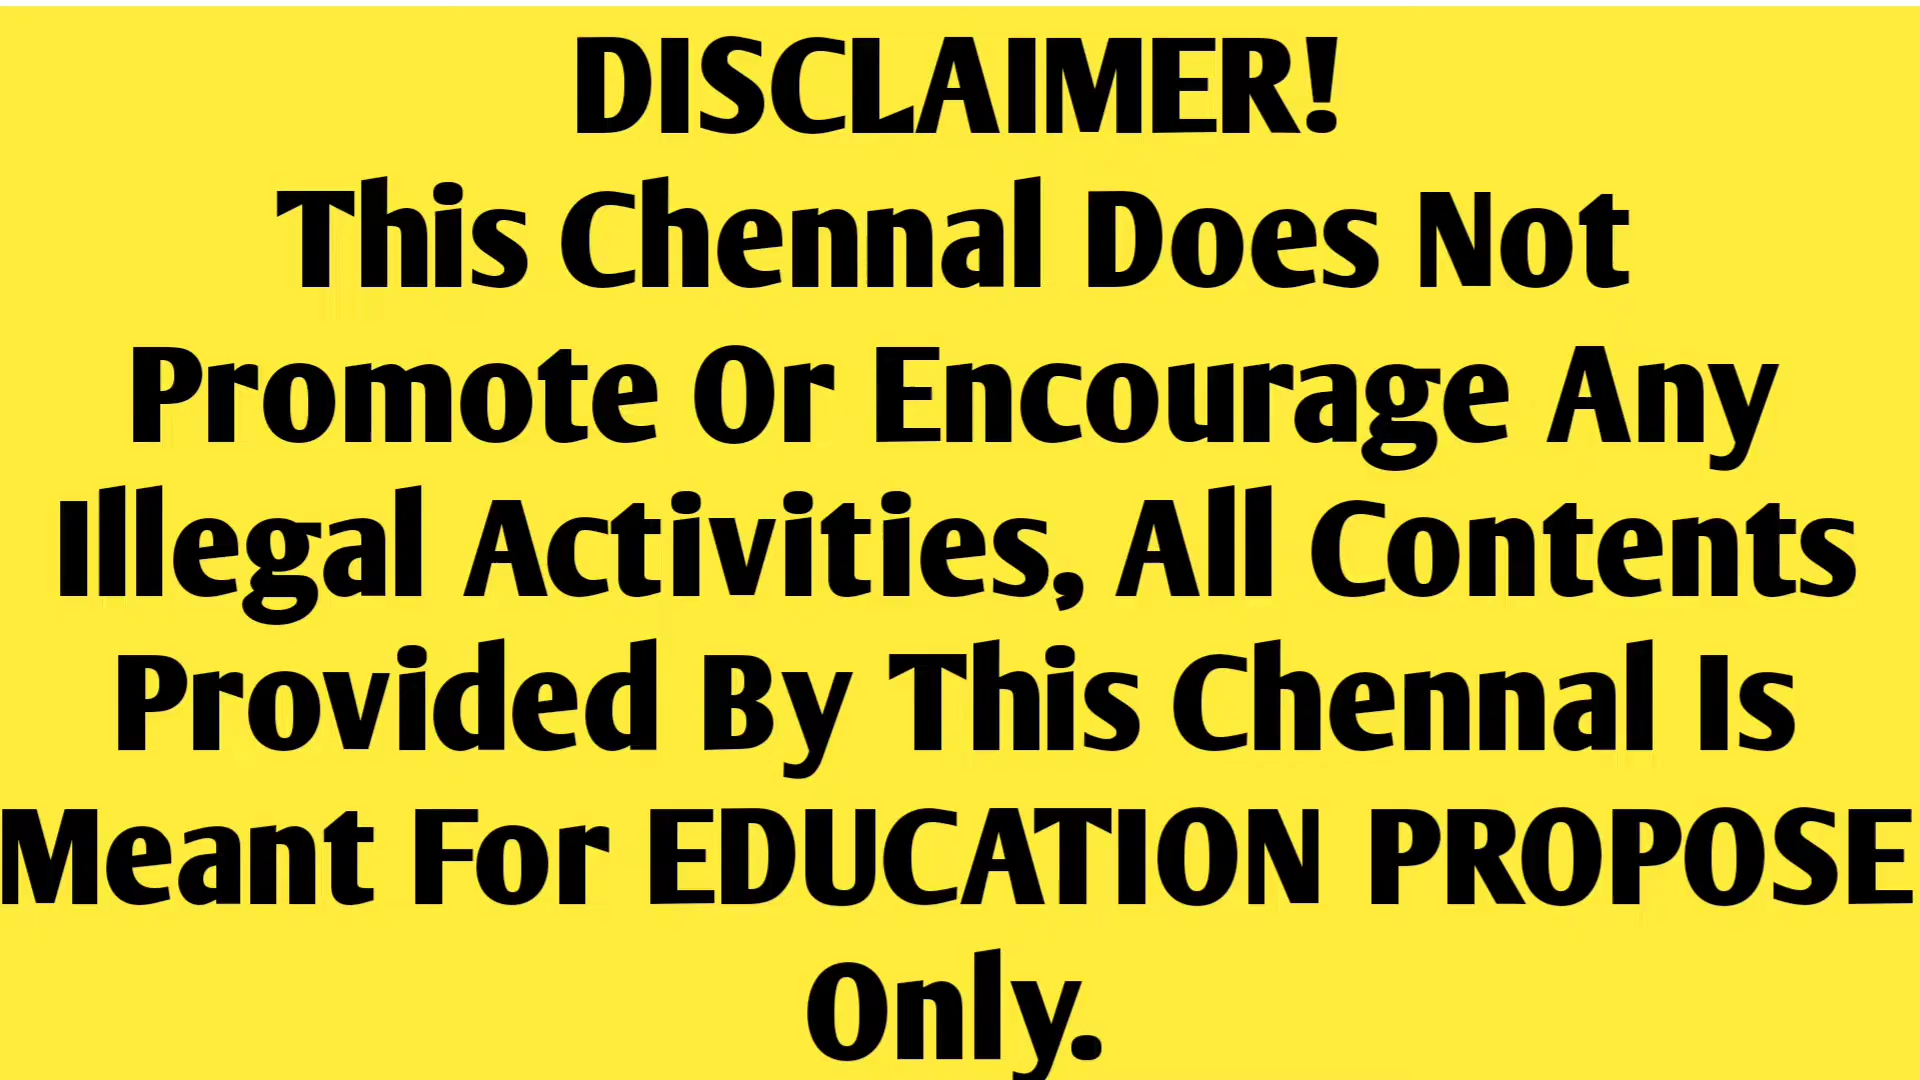 DISCLAIMER!
This Chennal Does Not
Promote Or Encourage Any
Illegal Activities, All Contents
Provided By This Chennal Is
Meant For EDUCATION PROPOSE
Only.